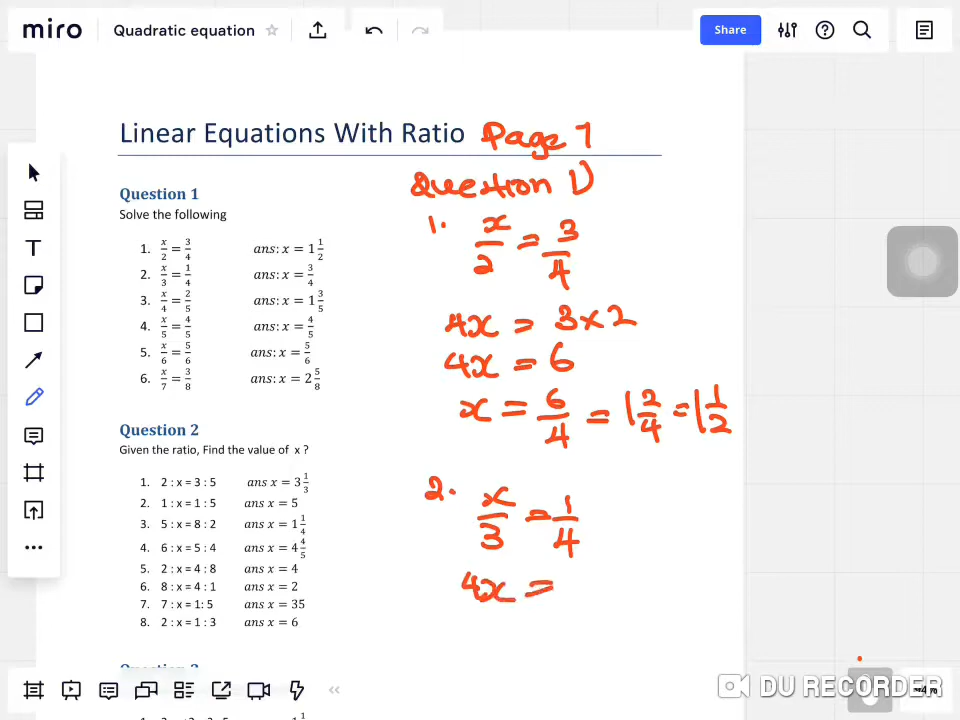 miro Quadratic equation Share
Linear Equations With Ratio Page 7
Question 1)
Question 1
Solve the following
1. x/2 = 3/4 ans: x = 1 1/2
2. x/3 = 1/4 ans: x = 3/4
3. x/4 = 2/5 ans: x = 1 3/5
4. x/5 = 4/5 ans: x = 4/5
5. x/6 = 5/6 ans: x = 5/6
6. x/7 = 3/8 ans: x = 2 5/8
Question 2
Given the ratio, Find the value of x ?
1. 2 : x = 3 : 5 ans x = 3 1/3
2. 1 : x = 1 : 5 ans x = 5
3. 5 : x = 8 : 2 ans x = 1 1/4
4. 6 : x = 5 : 4 ans x = 4 4/5
5. 2 : x = 4 : 8 ans x = 4
6. 8 : x = 4 : 1 ans x = 2
7. 7 : x = 1: 5 ans x = 35
8. 2 : x = 1 : 3 ans x = 6
1. x/2 = 3/4
4x = 3 x 2
4x = 6
x = 6/4 = 1 2/4 = 1 1/2
2. x/3 = 1/4
4x =
T
DU RECORDER